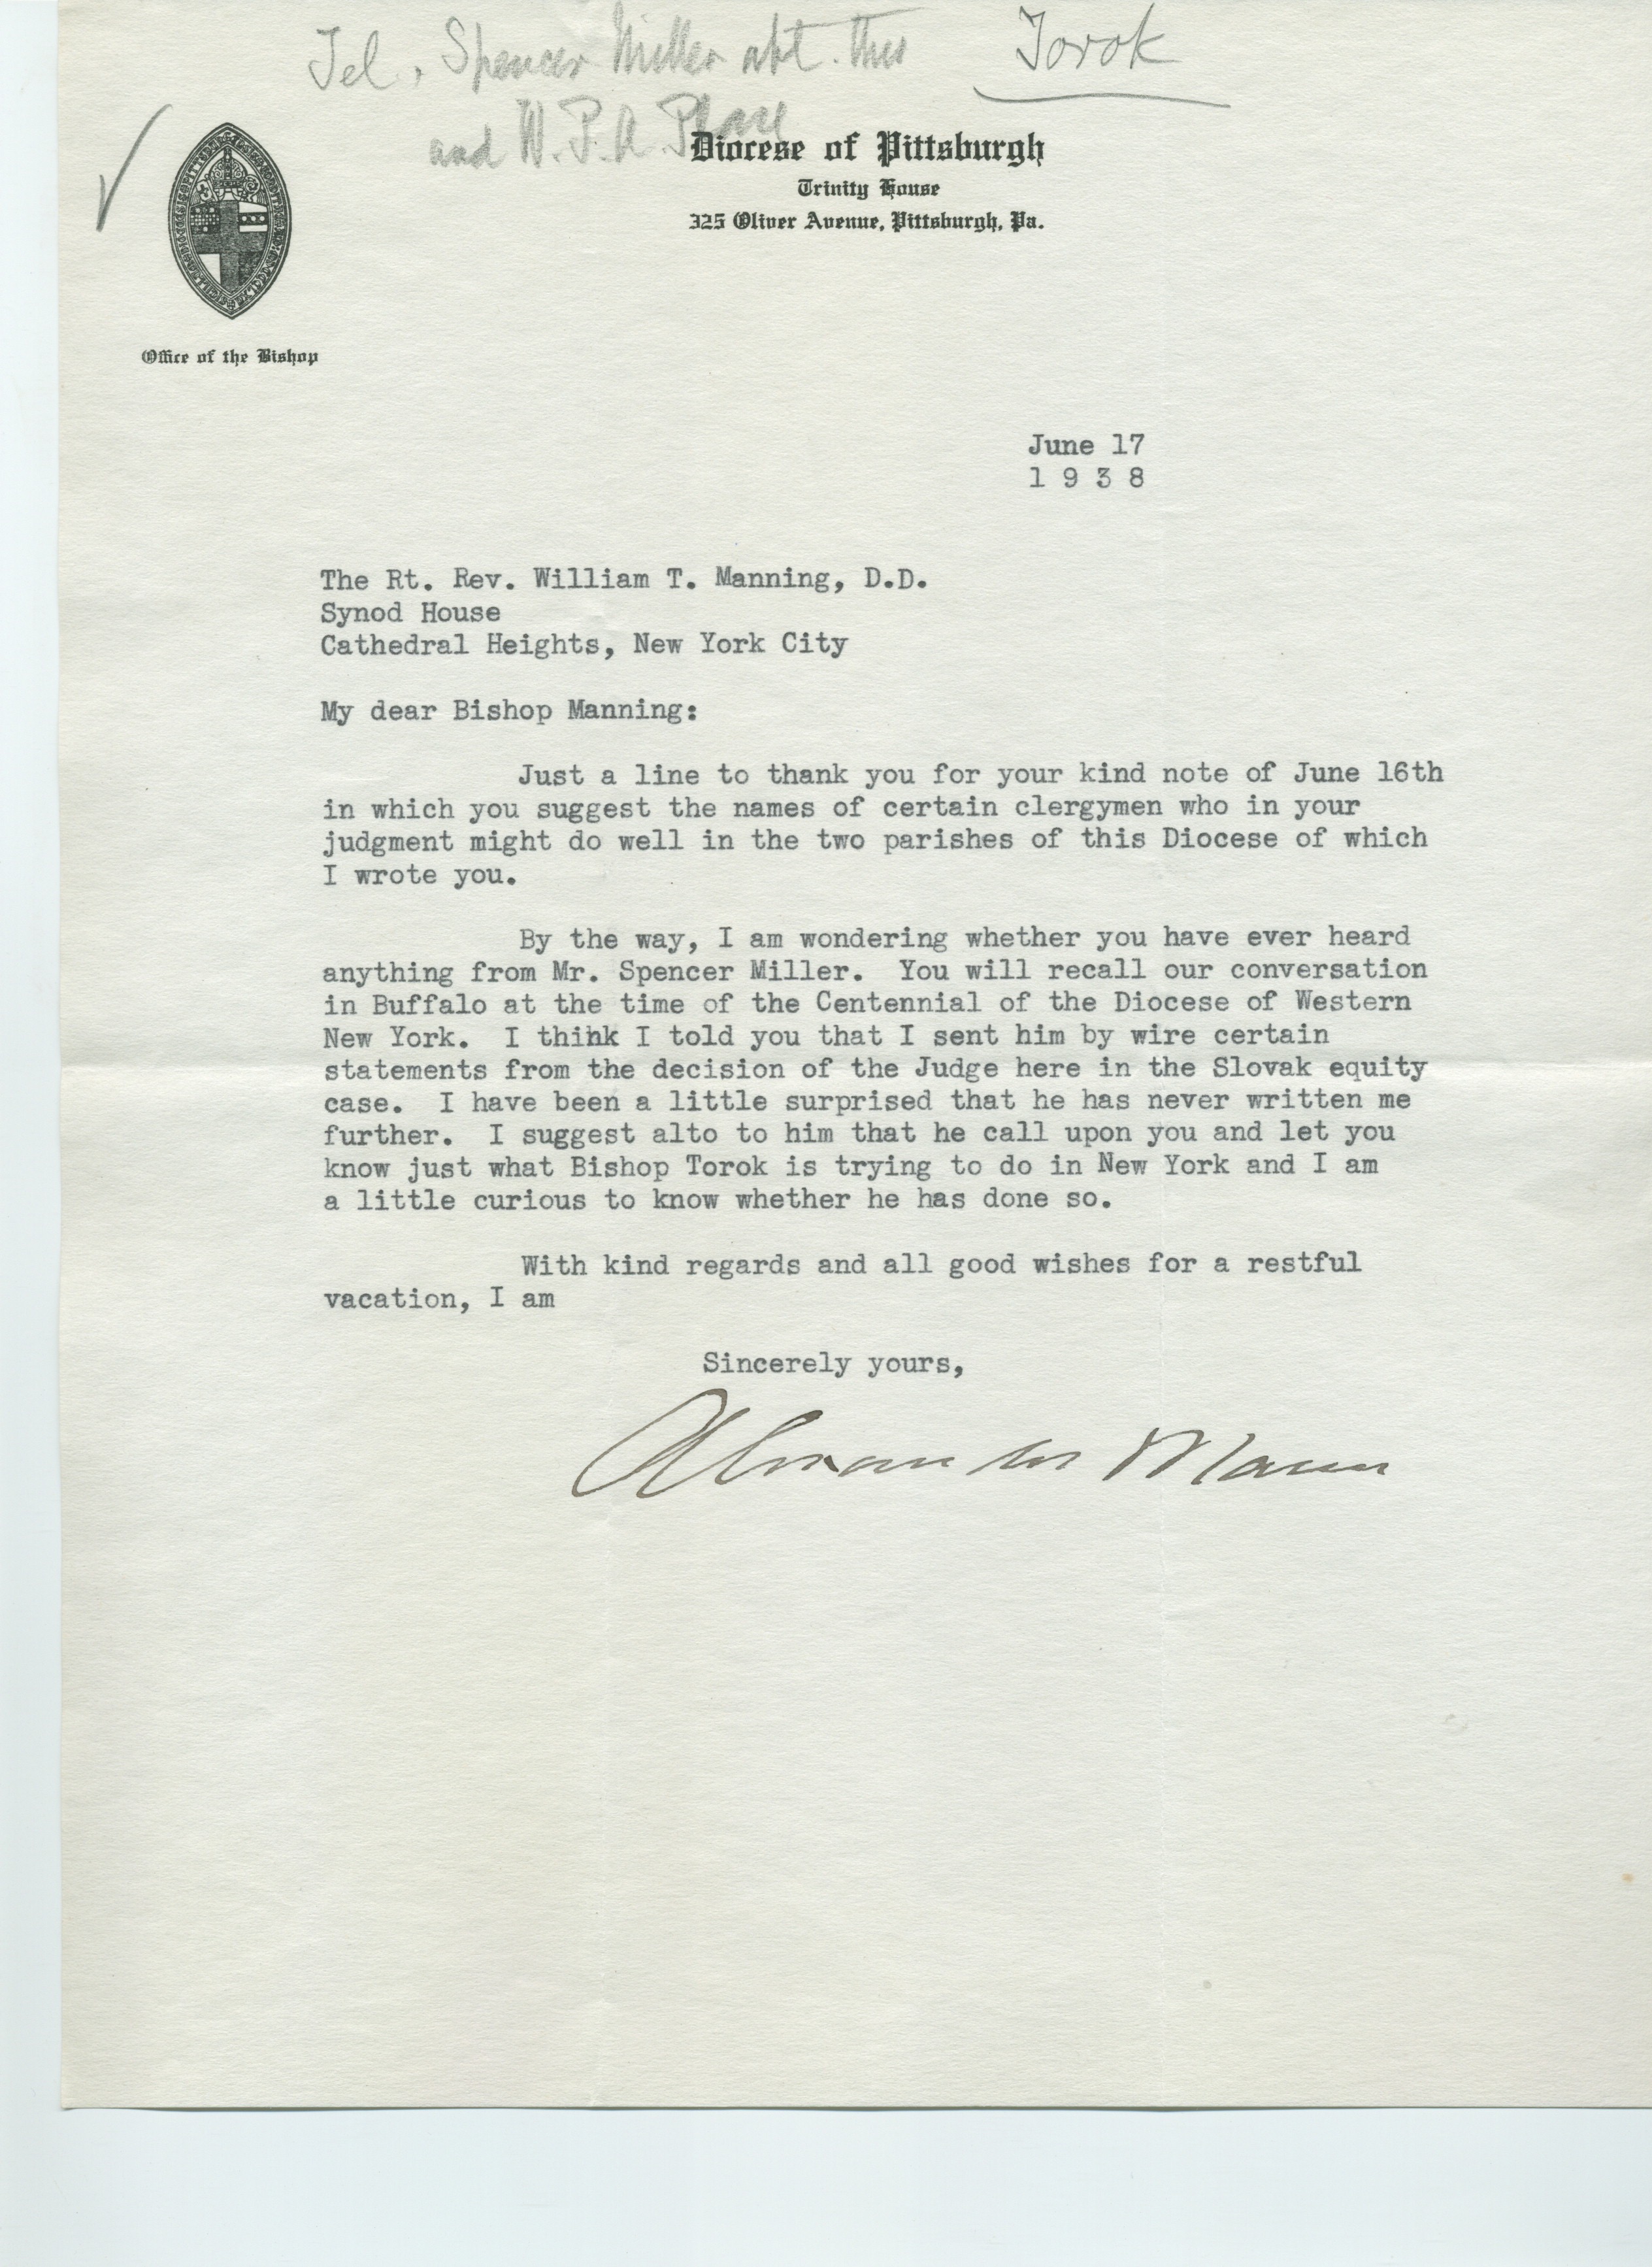 Tel. Spencer Miller abt. this
Torok
and W.P.A. 
Diocese of Pittsburgh
Trinity House
325 Oliver Avenue, Pittsburgh, Pa.
Office of the Bishop
June 17
1 9 3 8
The Rt. Rev. William T. Manning, D.D.
Synod House
Cathedral Heights, New York City
My dear Bishop Manning:
Just a line to thank you for your kind note of June 16th
in which you suggest the names of certain clergymen who in your
judgment might do well in the two parishes of this Diocese of which
I wrote you.
By the way, I am wondering whether you have ever heard
anything from Mr. Spencer Miller. You will recall our conversation
in Buffalo at the time of the Centennial of the Diocese of Western
New York. I think I told you that I sent him by wire certain
statements from the decision of the Judge here in the Slovak equity
case. I have been a little surprised that he has never written me
further. I suggest alto to him that he call upon you and let you
know just what Bishop Torok is trying to do in New York and I am
a little curious to know whether he has done so.
With kind regards and all good wishes for a restful
vacation, I am
Sincerely yours,
Alexander Mann